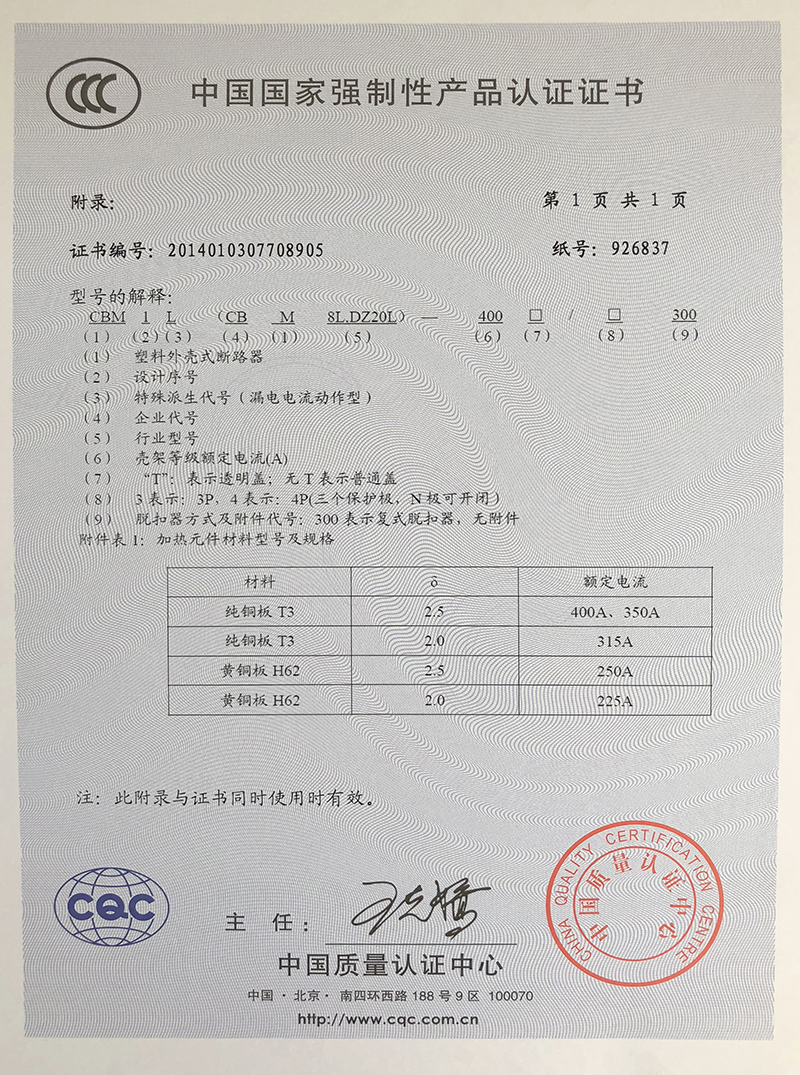 CCC
中国国家强制性产品认证证书
附录：
第 1 页 共 1 页
证书编号：2014010307708905
纸号：926837
型号的解释：
CBM 1 L （CB M 8L.DZ20L）— 400 □ / □ 300
（1） （2）（3） （4） （1） （5） （6） （7） （8） （9）
（1） 塑料外壳式断路器
（2） 设计序号
（3） 特殊派生代号（漏电电流动作型）
（4） 企业代号
（5） 行业型号
（6） 壳架等级额定电流(A)
（7） “T”：表示透明盖；无 T 表示普通盖
（8） 3 表示：3P，4 表示：4P(三个保护极，N 极可开闭）
（9） 脱扣器方式及附件代号：300 表示复式脱扣器，无附件
附件表 1：加热元件材料型号及规格
材料 δ 额定电流
纯铜板 T3 2.5 400A、350A
纯铜板 T3 2.0 315A
黄铜板 H62 2.5 250A
黄铜板 H62 2.0 225A
注：此附录与证书同时使用时有效。
CQC
主 任：
中国质量认证中心
中国 · 北京 · 南四环西路 188 号 9 区 100070
http://www.cqc.com.cn
CHINA QUALITY CERTIFICATION CENTRE
中国质量认证中心